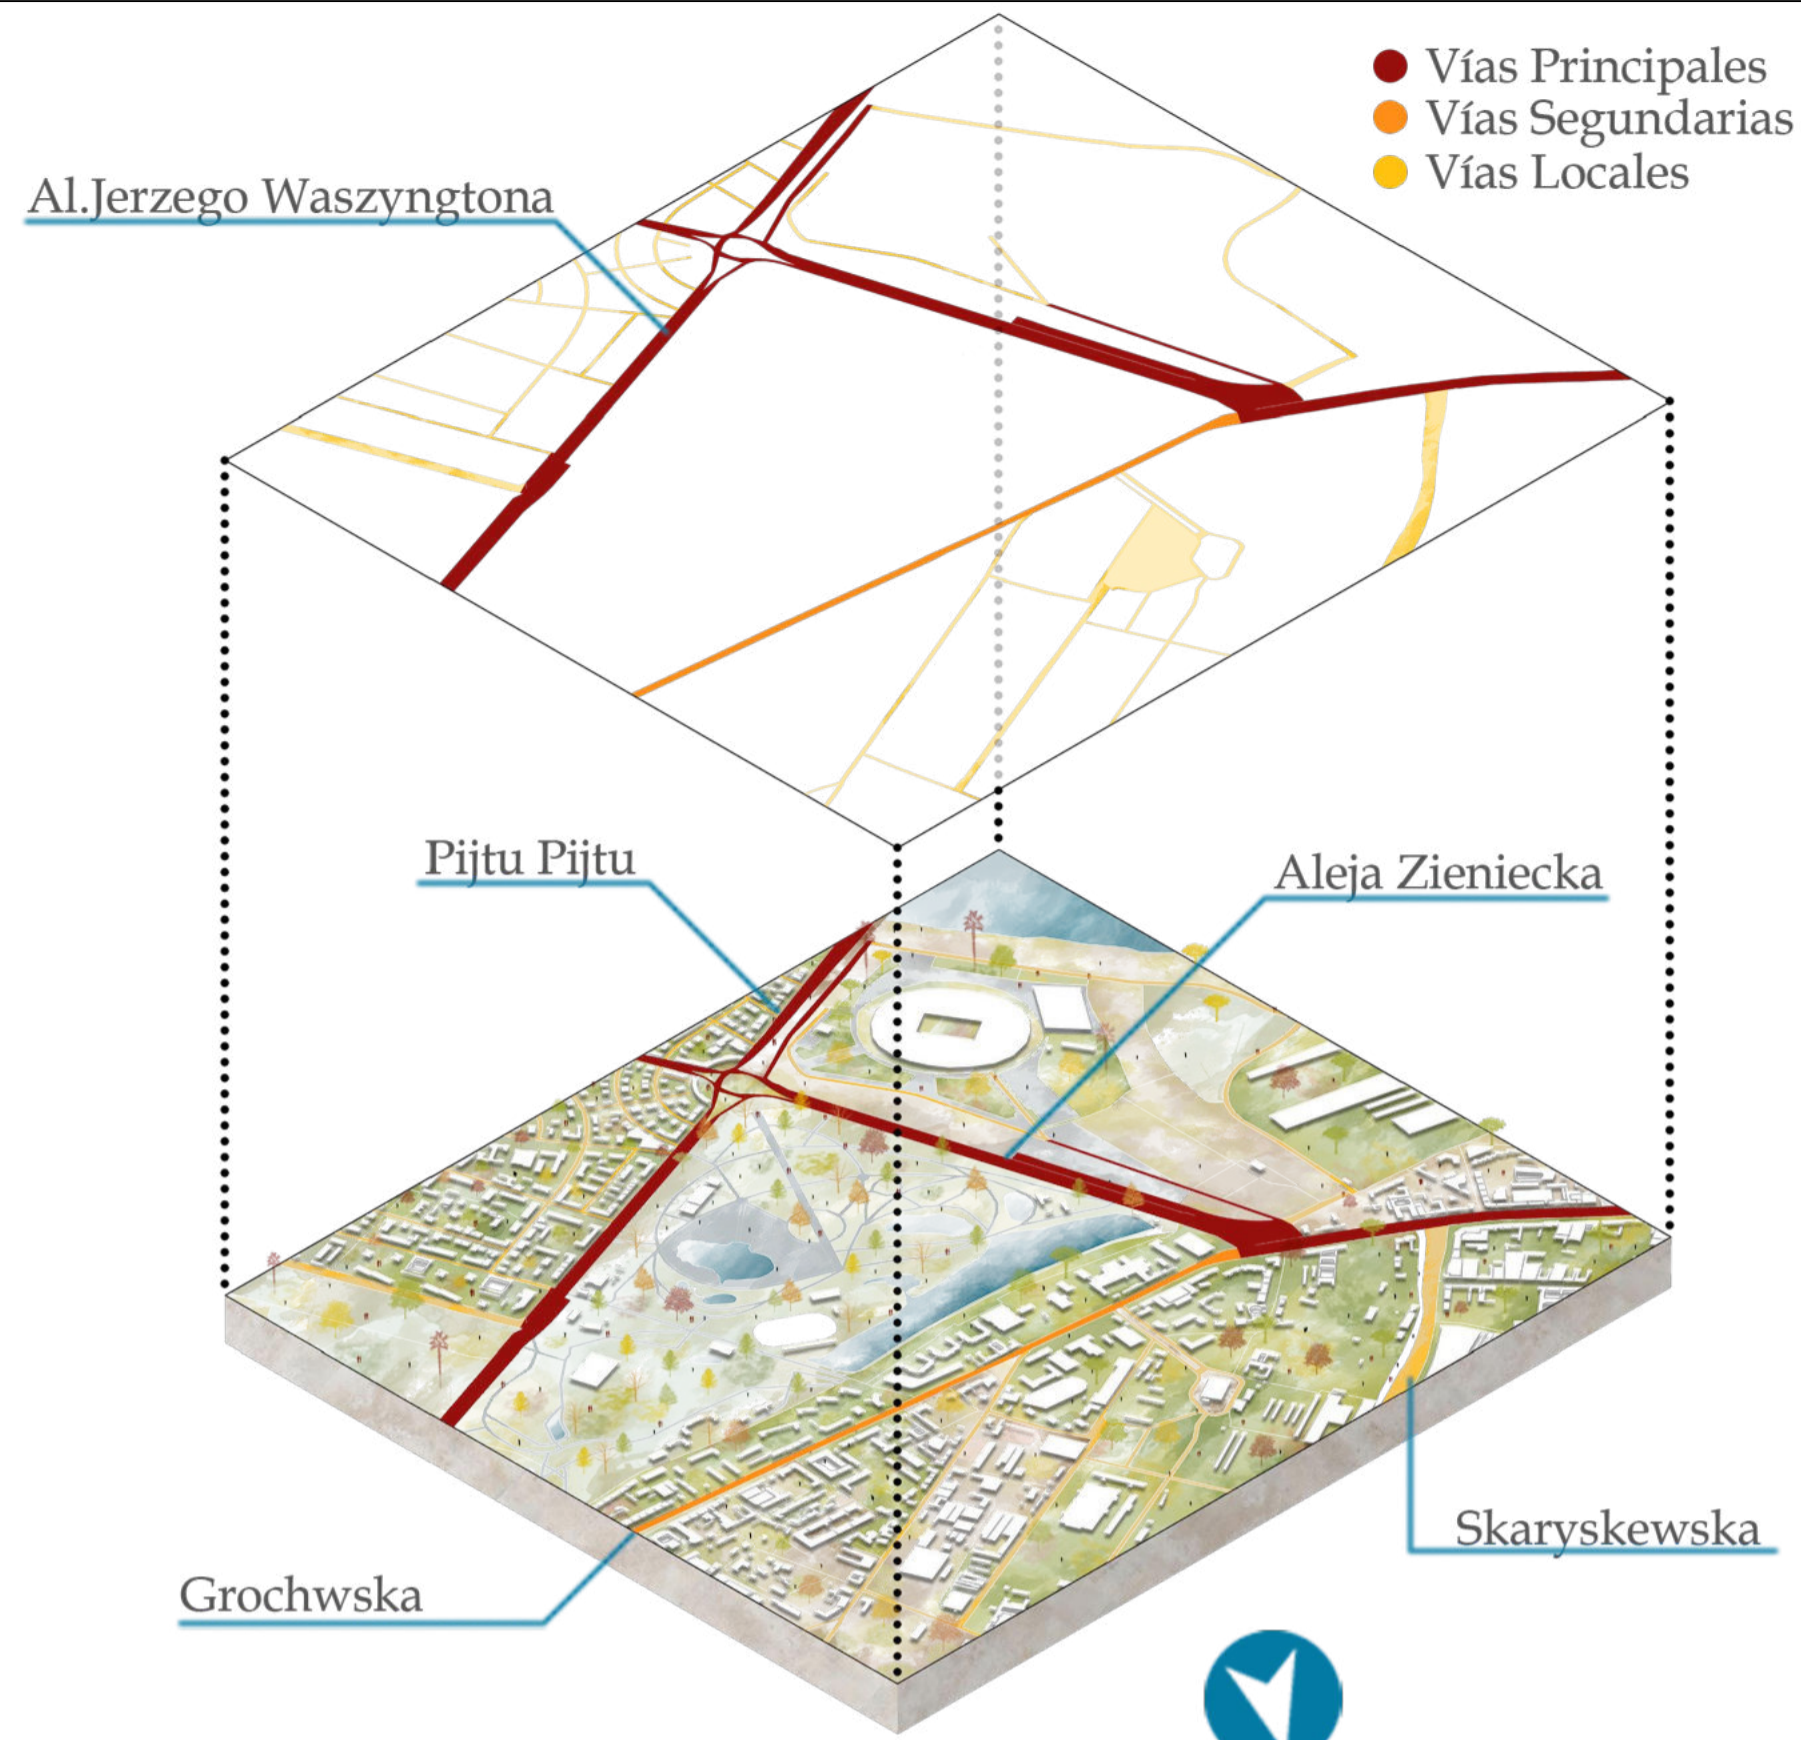 Vías Principales
Vías Segundarias
Vías Locales
Al.Jerzego Waszyngtona
Pijtu Pijtu
Aleja Zieniecka
Skaryskewska
Grochwska